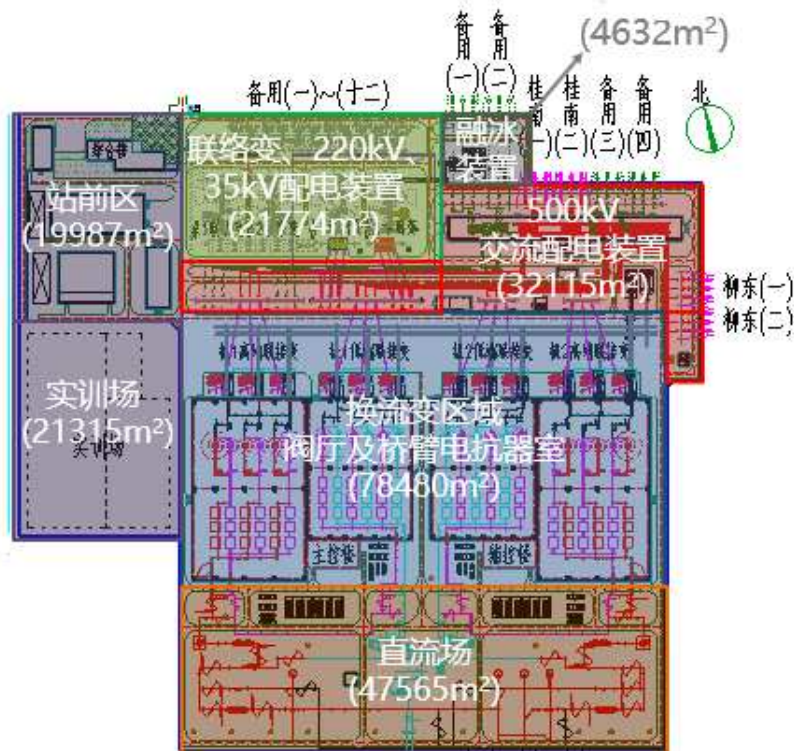 (4632m²)
备用(一)
备用(二)
备用(一)~(十二)
桂南(一)
桂南(二)
备用(三)
备用(四)
北
融冰
装置
联络变、220kV、
35kV配电装置
(21774m²)
站前区
(19987m²)
500kV
交流配电装置
(32115m²)
柳东(一)
柳东(二)
实训场
(21315m²)
实训场
换流变区域
阀厅及桥臂电抗器室
(78480m²)
主控楼
辅控楼
直流场
(47565m²)